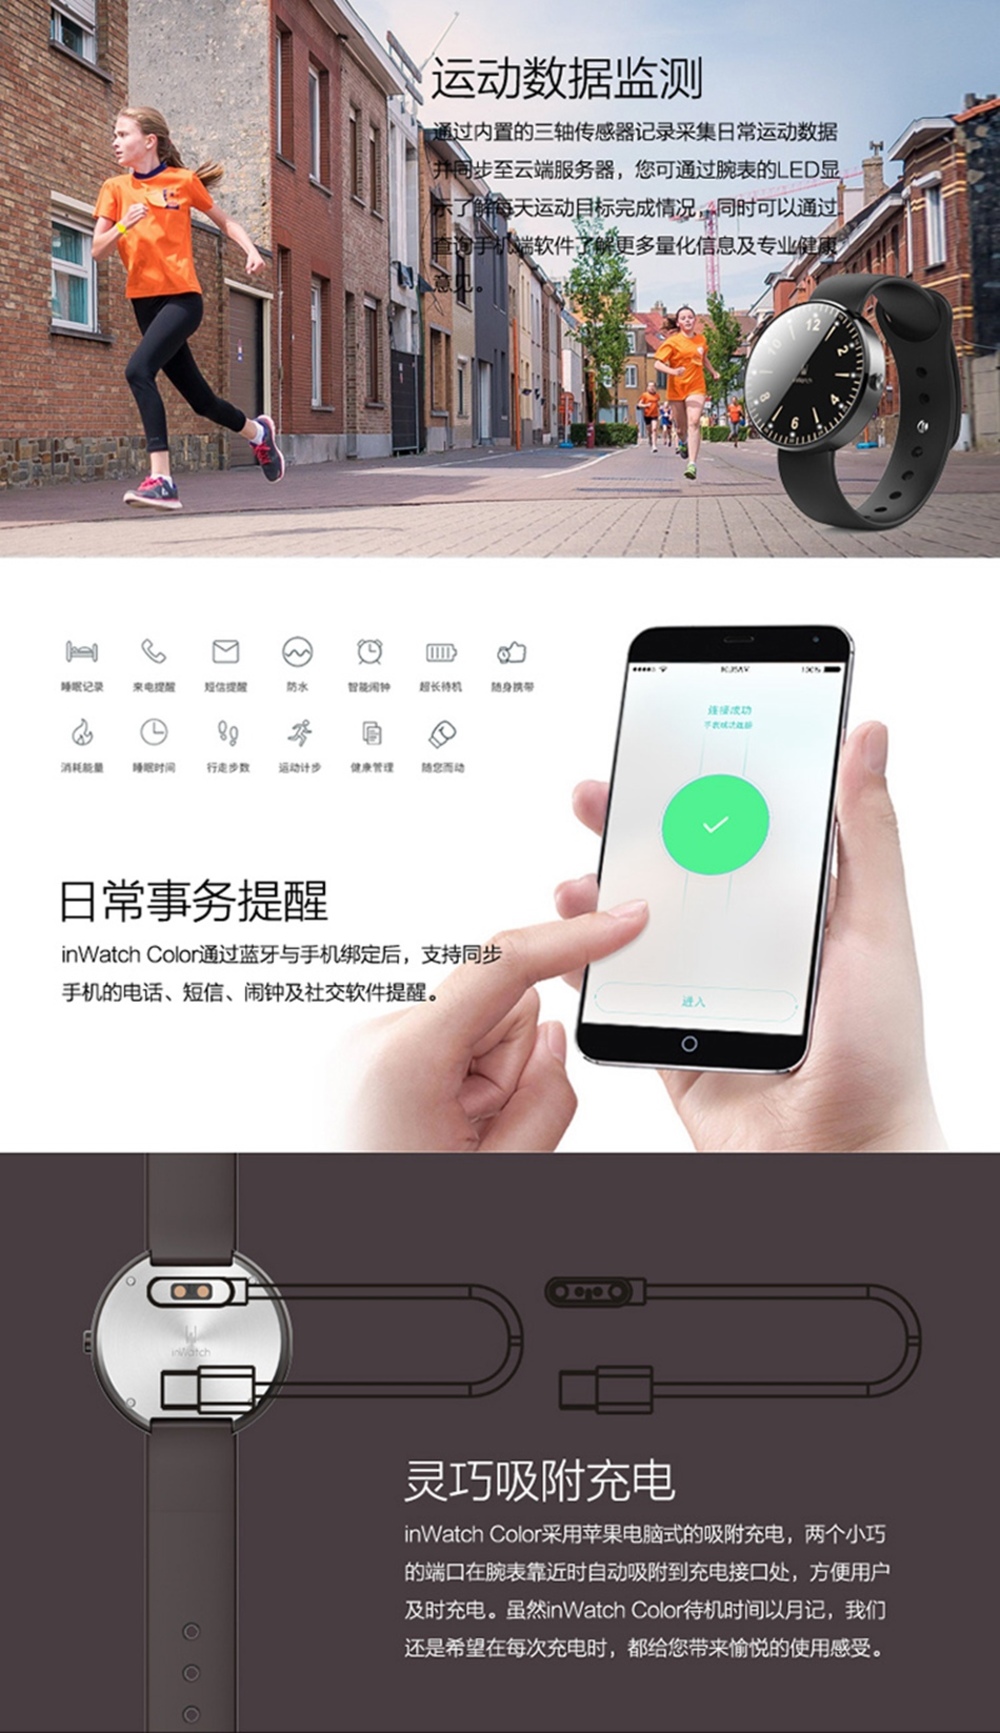 运动数据监测
通过内置的三轴传感器记录采集日常运动数据
并同步至云端服务器，您可通过腕表的LED显
示了解每天运动目标完成情况，同时可以通过
查询手机端软件了解更多量化信息及专业健康
意见。
12
10
2
8
4
6
inWatch
100%
连接成功
睡眠记录 来电提醒 短信提醒 防水 智能闹钟 超长待机 随身携带
消耗能量 睡眠时间 行走步数 运动计步 健康管理 随您而动
日常事务提醒
inWatch Color通过蓝牙与手机绑定后，支持同步
手机的电话、短信、闹钟及社交软件提醒。
进入
inWatch
灵巧吸附充电
inWatch Color采用苹果电脑式的吸附充电，两个小巧
的端口在腕表靠近时自动吸附到充电接口处，方便用户
及时充电。虽然inWatch Color待机时间以月记，我们
还是希望在每次充电时，都给您带来愉悦的使用感受。